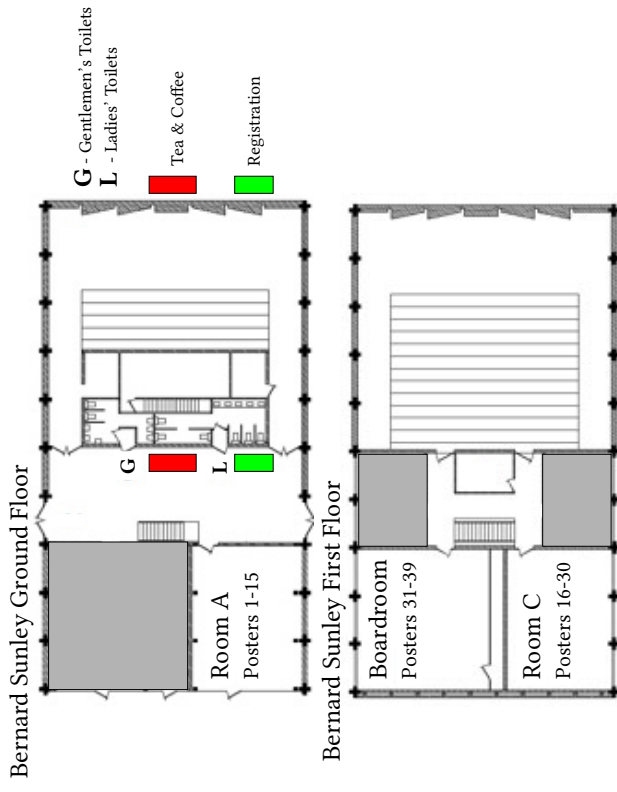 Bernard Sunley Ground Floor
Room A
Posters 1-15
G
L
G - Gentlemen's Toilets
L - Ladies' Toilets
Tea & Coffee
Registration
Bernard Sunley First Floor
Boardroom
Posters 31-39
Room C
Posters 16-30